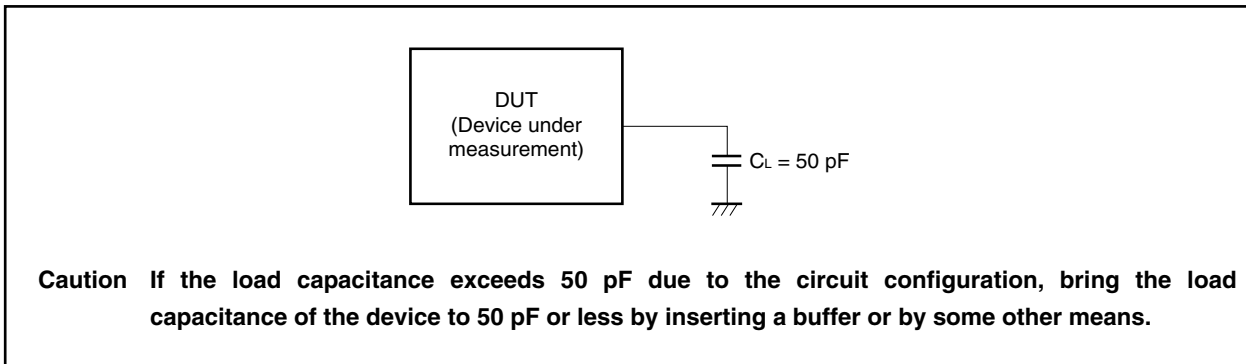 DUT
(Device under
measurement)
CL = 50 pF
Caution If the load capacitance exceeds 50 pF due to the circuit configuration, bring the load
capacitance of the device to 50 pF or less by inserting a buffer or by some other means.